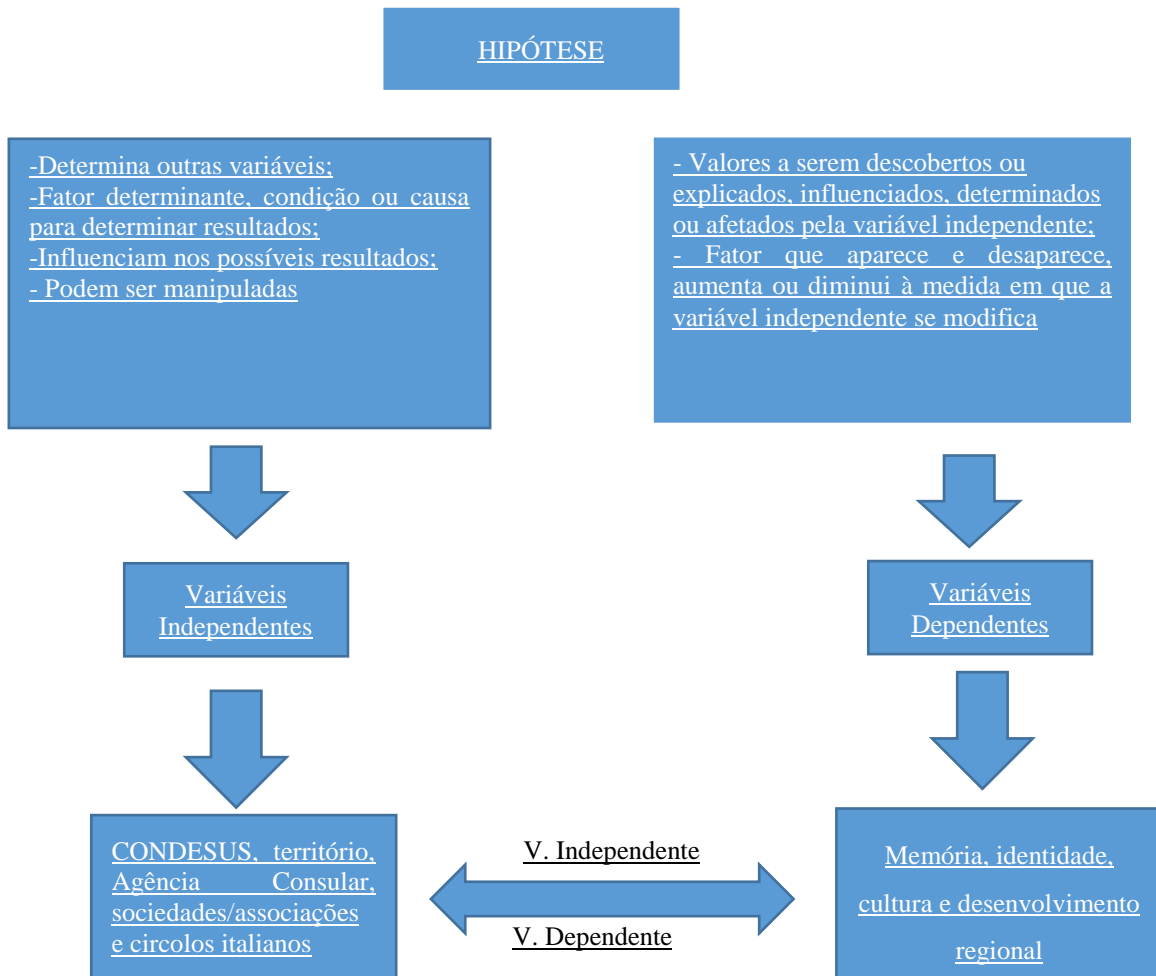 HIPÓTESE
-Determina outras variáveis;
-Fator determinante, condição ou causa
para determinar resultados;
-Influenciam nos possíveis resultados;
- Podem ser manipuladas
- Valores a serem descobertos ou
explicados, influenciados, determinados
ou afetados pela variável independente;
- Fator que aparece e desaparece,
aumenta ou diminui à medida em que a
variável independente se modifica
Variáveis
Independentes
Variáveis
Dependentes
CONDESUS, território,
Agência Consular,
sociedades/associações
e circolos italianos
V. Independente
V. Dependente
Memória, identidade,
cultura e desenvolvimento
regional